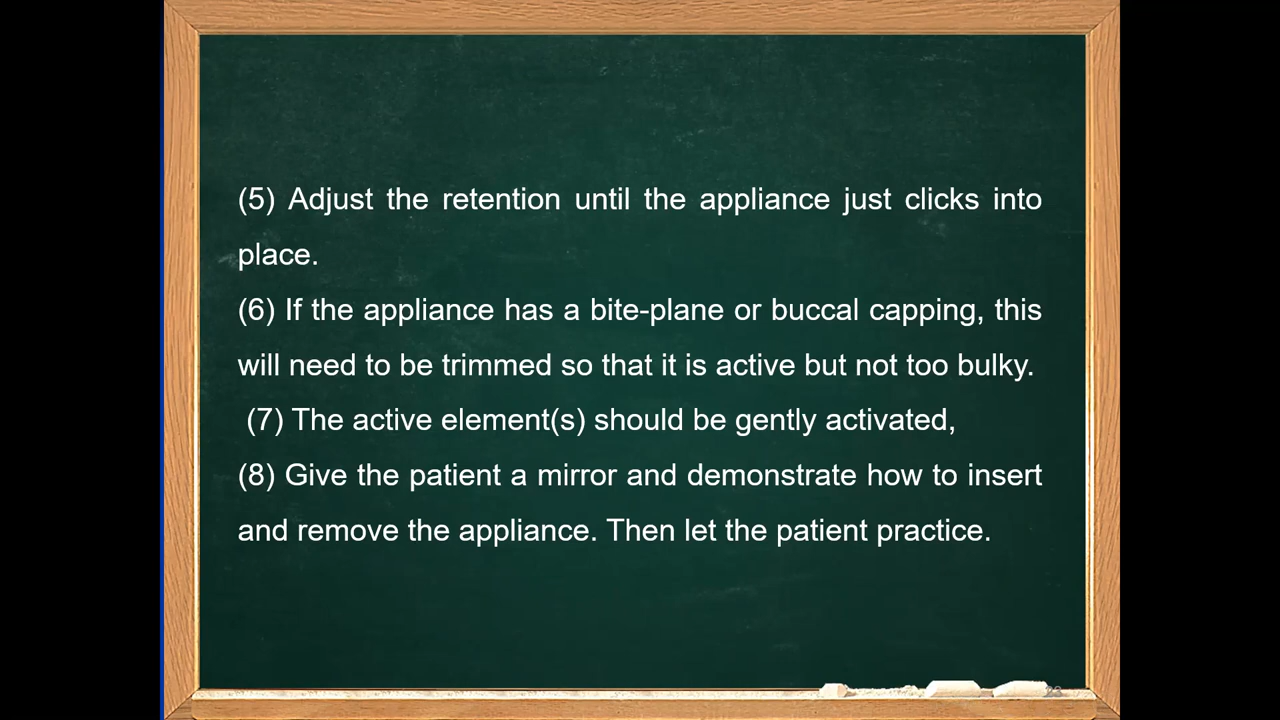 (5) Adjust the retention until the appliance just clicks into
place.
(6) If the appliance has a bite-plane or buccal capping, this
will need to be trimmed so that it is active but not too bulky.
(7) The active element(s) should be gently activated,
(8) Give the patient a mirror and demonstrate how to insert
and remove the appliance. Then let the patient practice.